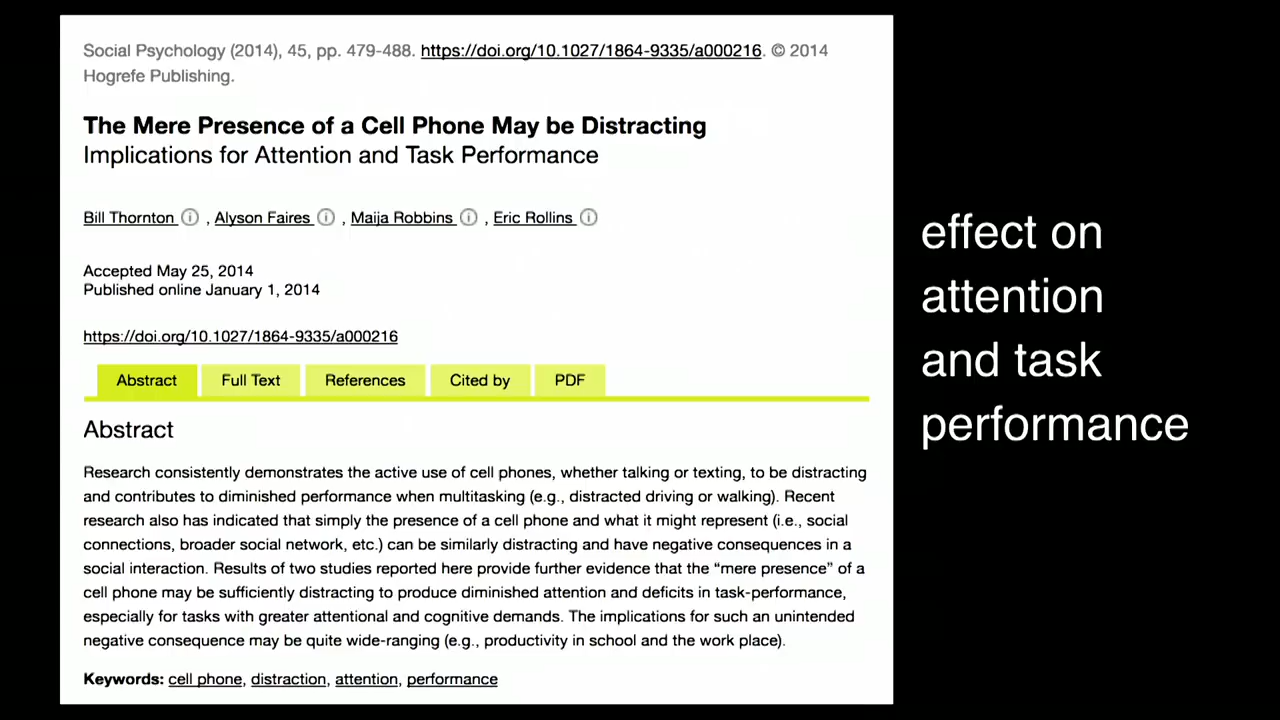 Social Psychology (2014), 45, pp. 479-488. https://doi.org/10.1027/1864-9335/a000216. © 2014
Hogrefe Publishing.
The Mere Presence of a Cell Phone May be Distracting
Implications for Attention and Task Performance
Bill Thornton ⓘ , Alyson Faires ⓘ , Maija Robbins ⓘ , Eric Rollins ⓘ
Accepted May 25, 2014
Published online January 1, 2014
https://doi.org/10.1027/1864-9335/a000216
Abstract Full Text References Cited by PDF
Abstract
Research consistently demonstrates the active use of cell phones, whether talking or texting, to be distracting
and contributes to diminished performance when multitasking (e.g., distracted driving or walking). Recent
research also has indicated that simply the presence of a cell phone and what it might represent (i.e., social
connections, broader social network, etc.) can be similarly distracting and have negative consequences in a
social interaction. Results of two studies reported here provide further evidence that the “mere presence” of a
cell phone may be sufficiently distracting to produce diminished attention and deficits in task-performance,
especially for tasks with greater attentional and cognitive demands. The implications for such an unintended
negative consequence may be quite wide-ranging (e.g., productivity in school and the work place).
Keywords: cell phone, distraction, attention, performance
effect on
attention
and task
performance